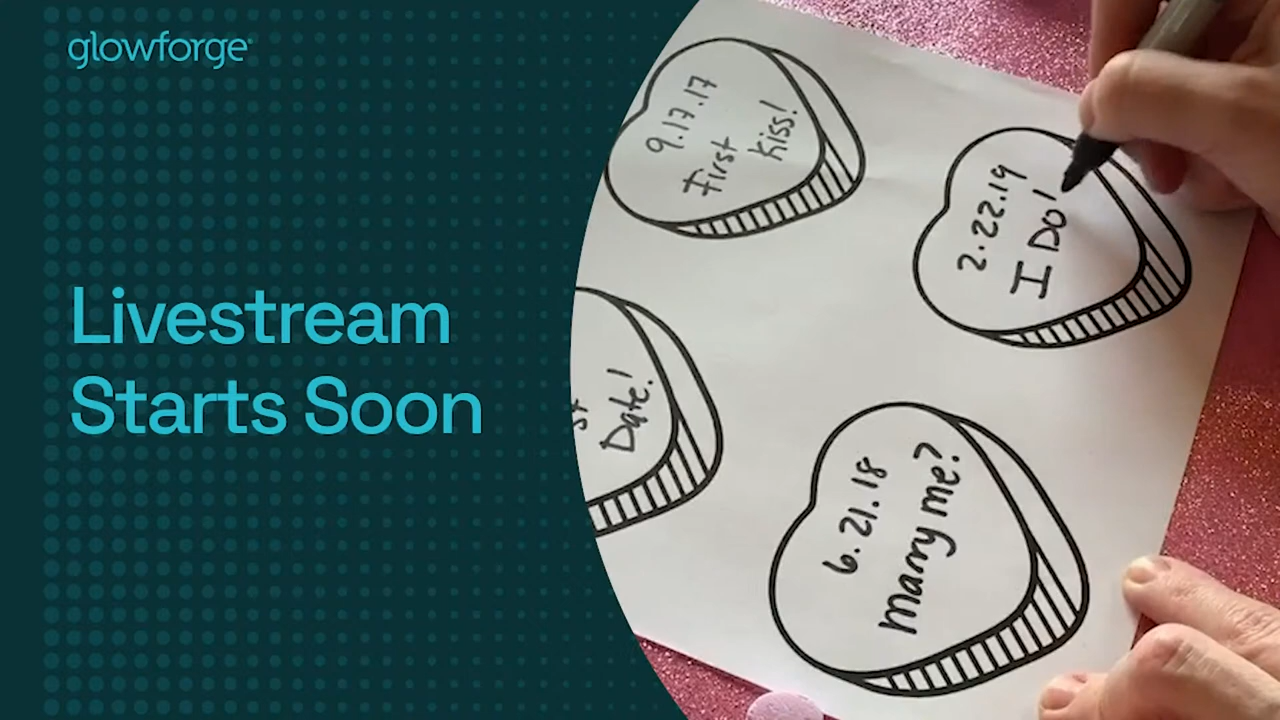 glowforge
Livestream
Starts Soon
9.17.17
first
kiss!
2.22.19
I Do!
Date!
6.21.18
Marry me?